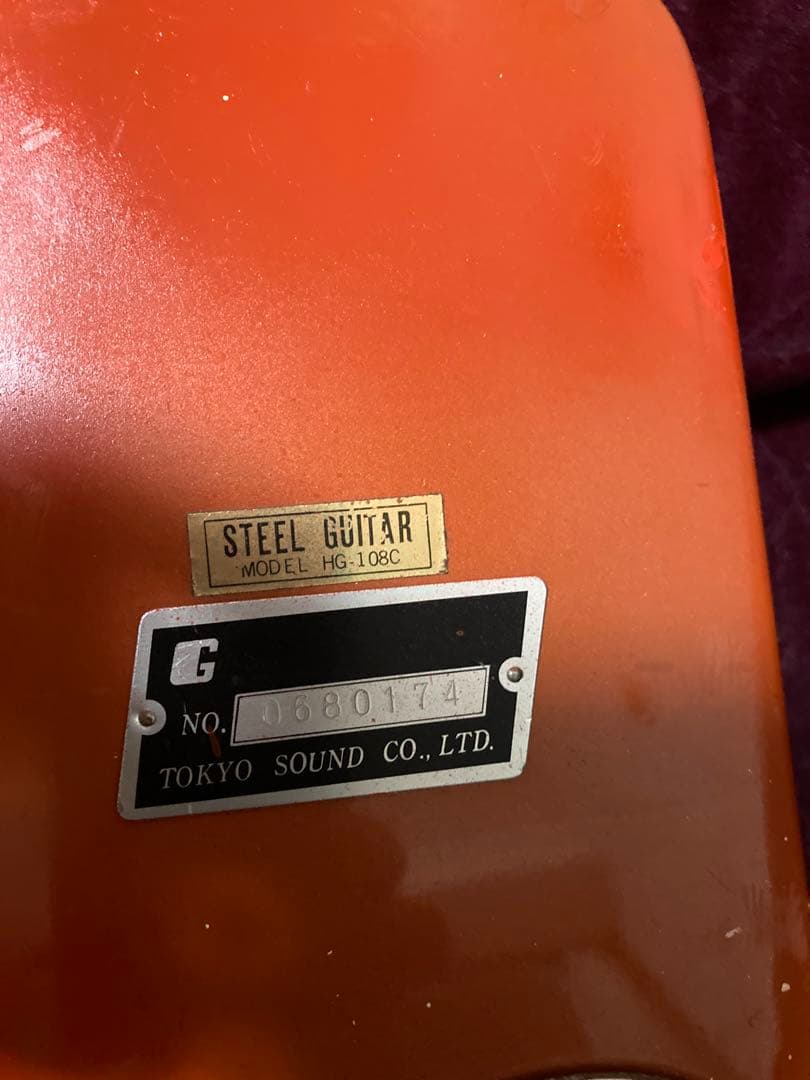 STEEL GUITAR
MODEL HG-108C
G
NO. 0680174
TOKYO SOUND CO., LTD.